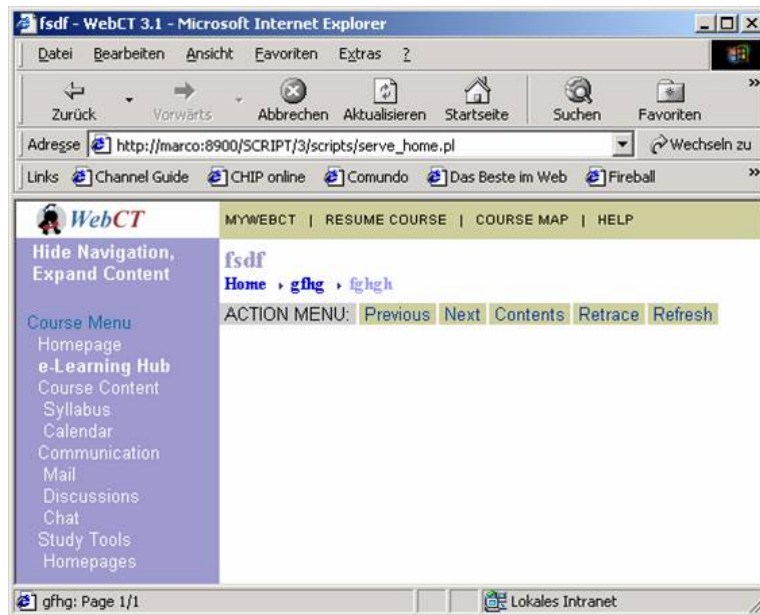 fsdf - WebCT 3.1 - Microsoft Internet Explorer
Datei Bearbeiten Ansicht Favoriten Extras ?
Zurück Vorwärts Abbrechen Aktualisieren Startseite Suchen Favoriten »
Adresse http://marco:8900/SCRIPT/3/scripts/serve_home.pl Wechseln zu
Links Channel Guide CHIP online Comundo Das Beste im Web Fireball »
WebCT MYWEBCT | RESUME COURSE | COURSE MAP | HELP
Hide Navigation,
Expand Content
fsdf
Home › gfhg › fghgh
ACTION MENU: Previous Next Contents Retrace Refresh
Course Menu
Homepage
e-Learning Hub
Course Content
Syllabus
Calendar
Communication
Mail
Discussions
Chat
Study Tools
Homepages
gfhg: Page 1/1 Lokales Intranet